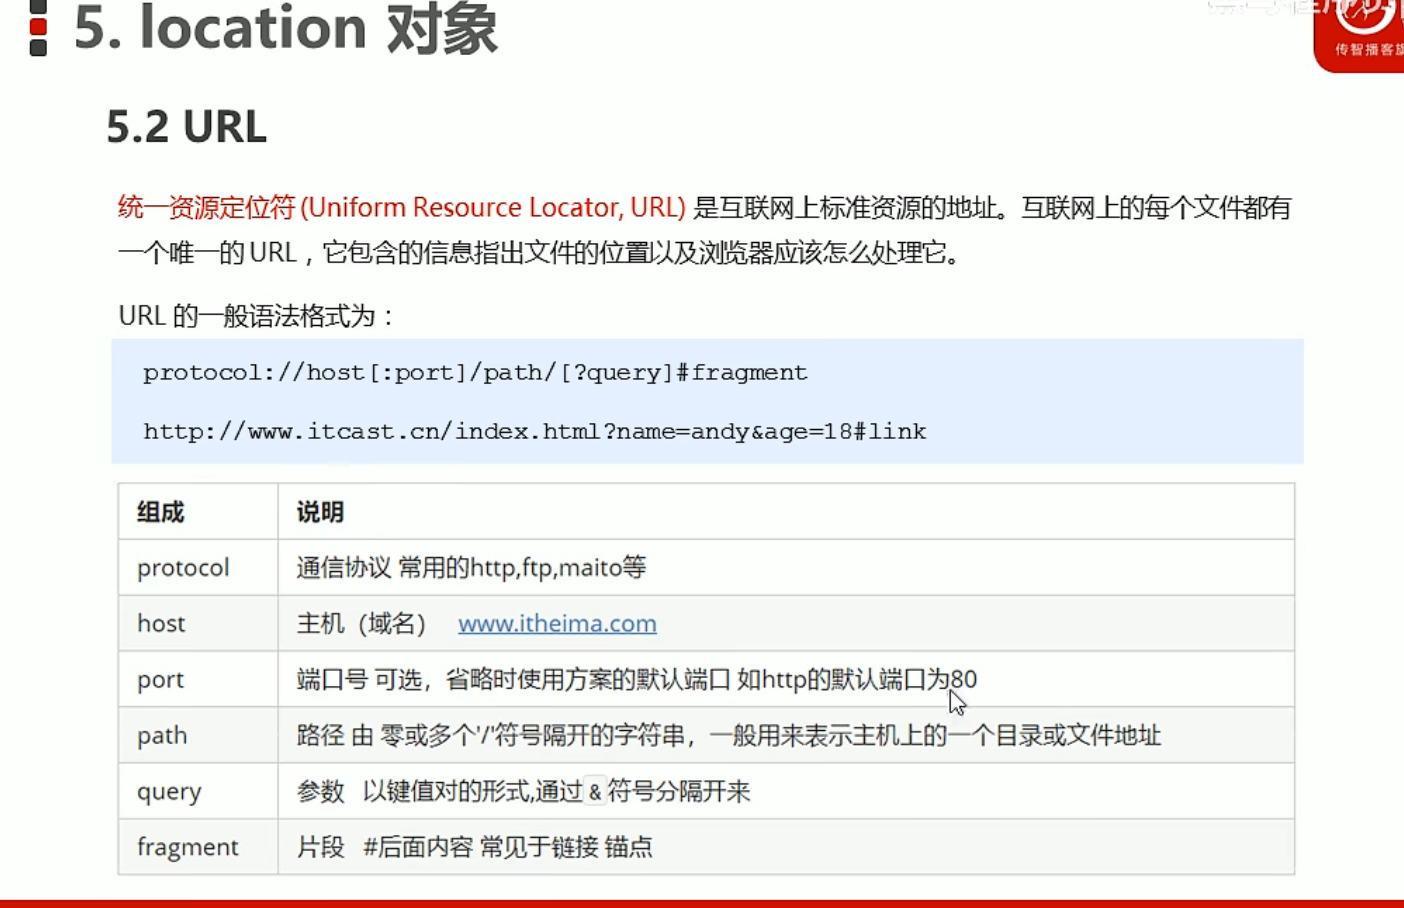 5. location 对象
传智播客旗
5.2 URL
统一资源定位符 (Uniform Resource Locator, URL) 是互联网上标准资源的地址。互联网上的每个文件都有
一个唯一的 URL，它包含的信息指出文件的位置以及浏览器应该怎么处理它。
URL 的一般语法格式为：
protocol://host[:port]/path/[?query]#fragment
http://www.itcast.cn/index.html?name=andy&age=18#link
组成 说明
protocol 通信协议 常用的http,ftp,maito等
host 主机（域名） www.itheima.com
port 端口号 可选，省略时使用方案的默认端口 如http的默认端口为80
path 路径 由 零或多个'/'符号隔开的字符串，一般用来表示主机上的一个目录或文件地址
query 参数 以键值对的形式,通过 & 符号分隔开来
fragment 片段 #后面内容 常见于链接 锚点